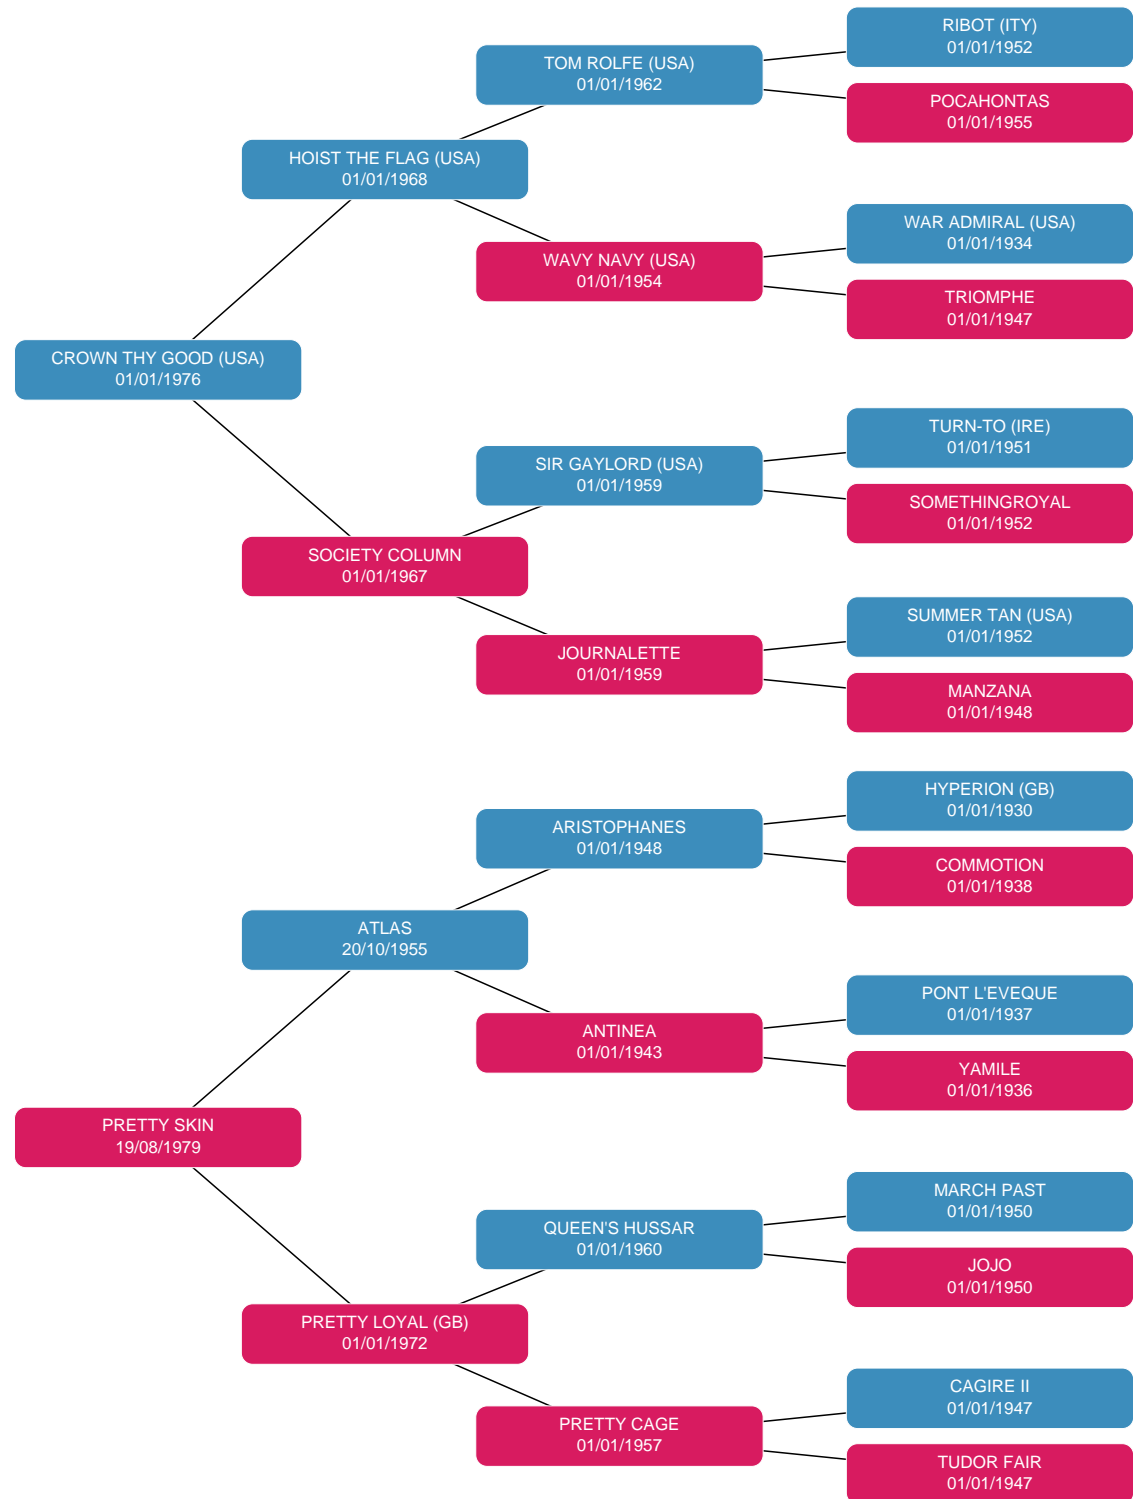 RIBOT (ITY)
01/01/1952
TOM ROLFE (USA)
01/01/1962
POCAHONTAS
01/01/1955
HOIST THE FLAG (USA)
01/01/1968
WAR ADMIRAL (USA)
01/01/1934
WAVY NAVY (USA)
01/01/1954
TRIOMPHE
01/01/1947
CROWN THY GOOD (USA)
01/01/1976
TURN-TO (IRE)
01/01/1951
SIR GAYLORD (USA)
01/01/1959
SOMETHINGROYAL
01/01/1952
SOCIETY COLUMN
01/01/1967
SUMMER TAN (USA)
01/01/1952
JOURNALETTE
01/01/1959
MANZANA
01/01/1948
HYPERION (GB)
01/01/1930
ARISTOPHANES
01/01/1948
COMMOTION
01/01/1938
ATLAS
20/10/1955
PONT L'EVEQUE
01/01/1937
ANTINEA
01/01/1943
YAMILE
01/01/1936
PRETTY SKIN
19/08/1979
MARCH PAST
01/01/1950
QUEEN'S HUSSAR
01/01/1960
JOJO
01/01/1950
PRETTY LOYAL (GB)
01/01/1972
CAGIRE II
01/01/1947
PRETTY CAGE
01/01/1957
TUDOR FAIR
01/01/1947